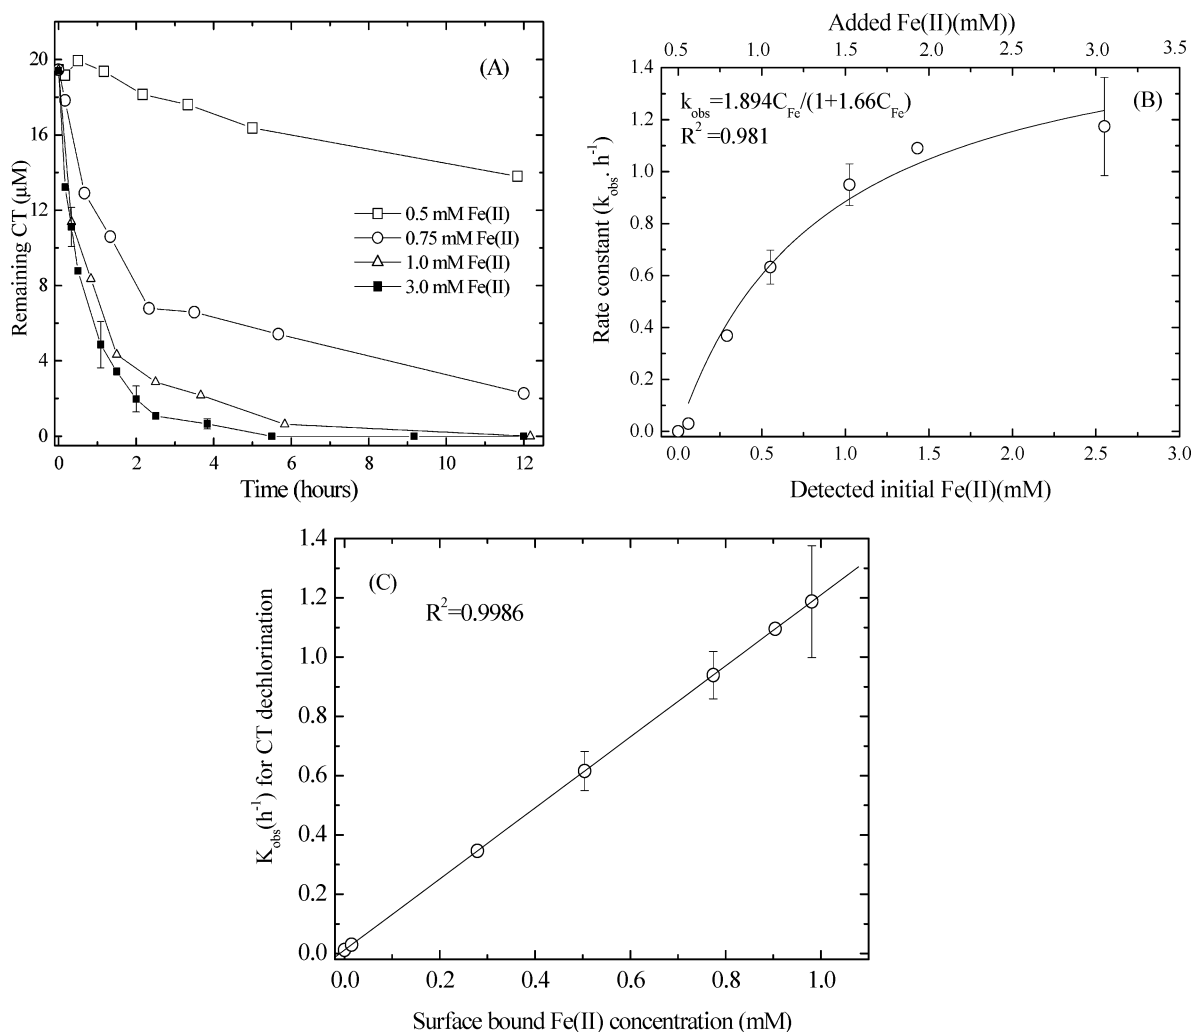 (A)
20
16
12
8
4
0
Remaining CT (μM)
0.5 mM Fe(II)
0.75 mM Fe(II)
1.0 mM Fe(II)
3.0 mM Fe(II)
0 2 4 6 8 10 12
Time (hours)
Added Fe(II)(mM))
0.5 1.0 1.5 2.0 2.5 3.0 3.5
(B)
k_obs=1.894C_Fe/(1+1.66C_Fe)
R²=0.981
1.4
1.2
1.0
0.8
0.6
0.4
0.2
0.0
Rate constant (k_obs. h⁻¹)
0.0 0.5 1.0 1.5 2.0 2.5 3.0
Detected initial Fe(II)(mM)
(C)
R²=0.9986
1.4
1.2
1.0
0.8
0.6
0.4
0.2
0.0
K_obs(h⁻¹) for CT dechlorination
0.0 0.2 0.4 0.6 0.8 1.0
Surface bound Fe(II) concentration (mM)